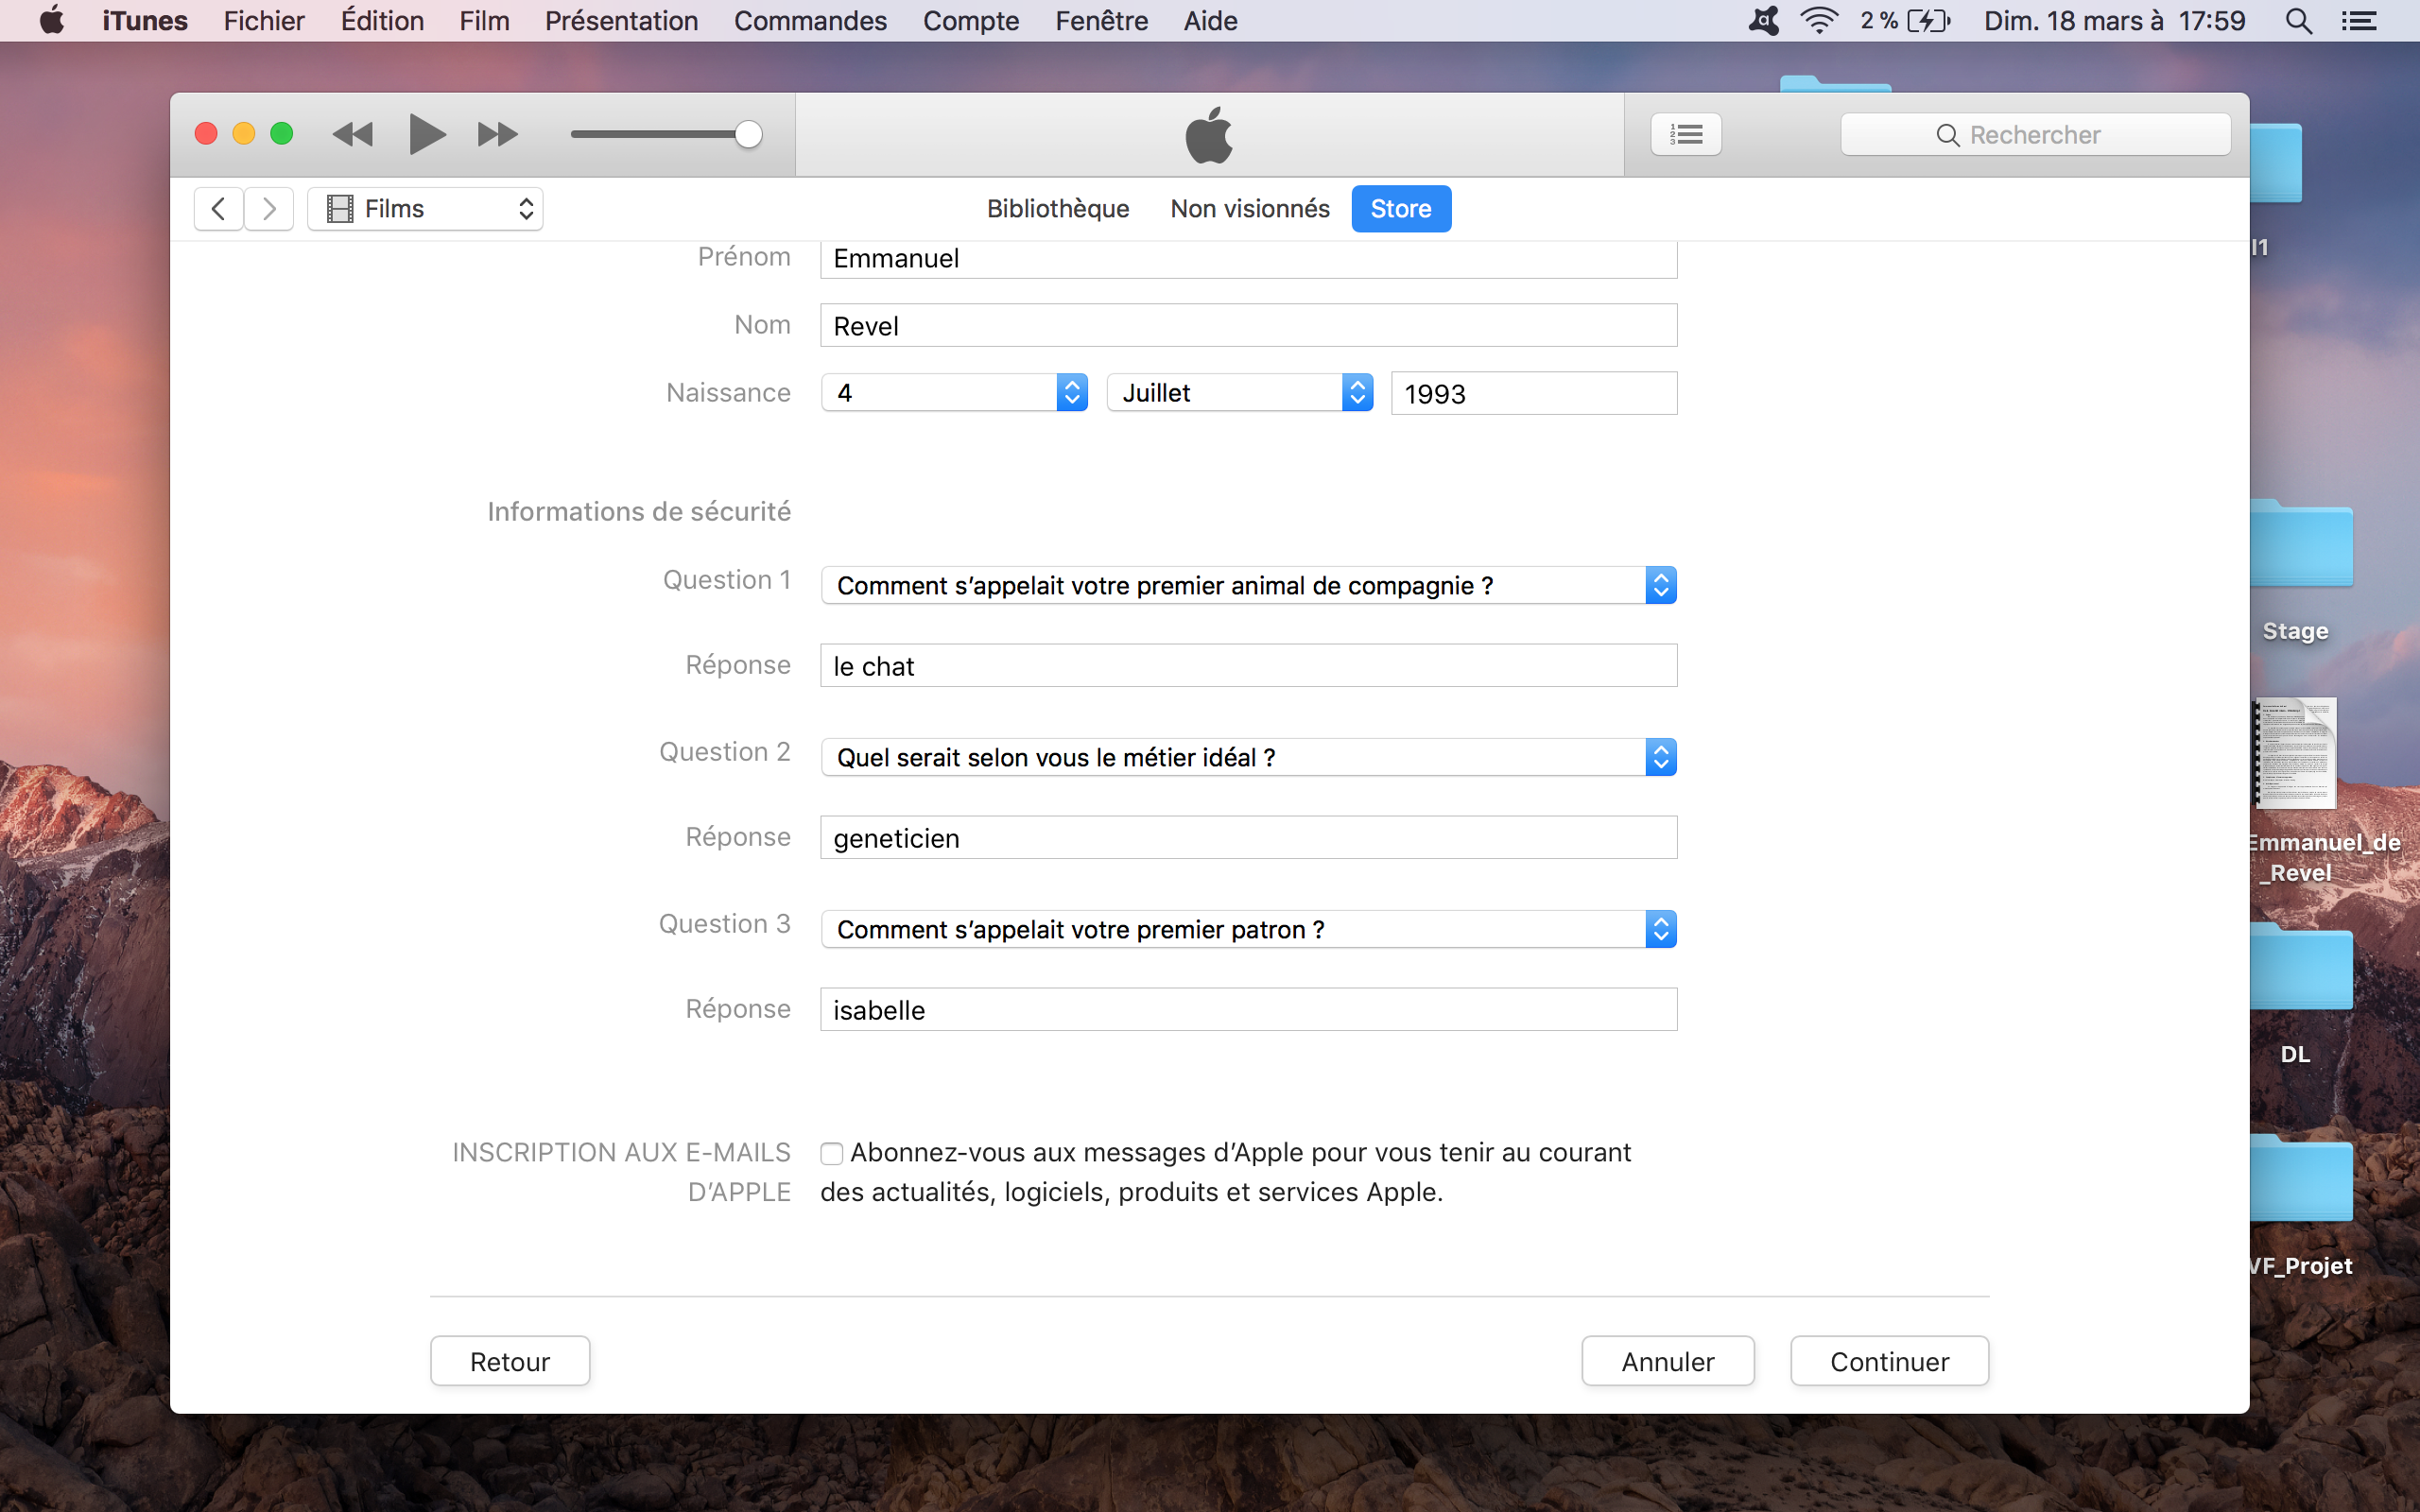 iTunes Fichier Édition Film Présentation Commandes Compte Fenêtre Aide 2 % Dim. 18 mars à 17:59
Rechercher
Films Bibliothèque Non visionnés Store
Prénom Emmanuel
Nom Revel
Naissance 4 Juillet 1993
Informations de sécurité
Question 1 Comment s’appelait votre premier animal de compagnie ?
Réponse le chat
Question 2 Quel serait selon vous le métier idéal ?
Réponse geneticien
Question 3 Comment s’appelait votre premier patron ?
Réponse isabelle
INSCRIPTION AUX E-MAILS D’APPLE
Abonnez-vous aux messages d’Apple pour vous tenir au courant
des actualités, logiciels, produits et services Apple.
Retour Annuler Continuer
Stage
Emmanuel_de
_Revel
DL
VF_Projet